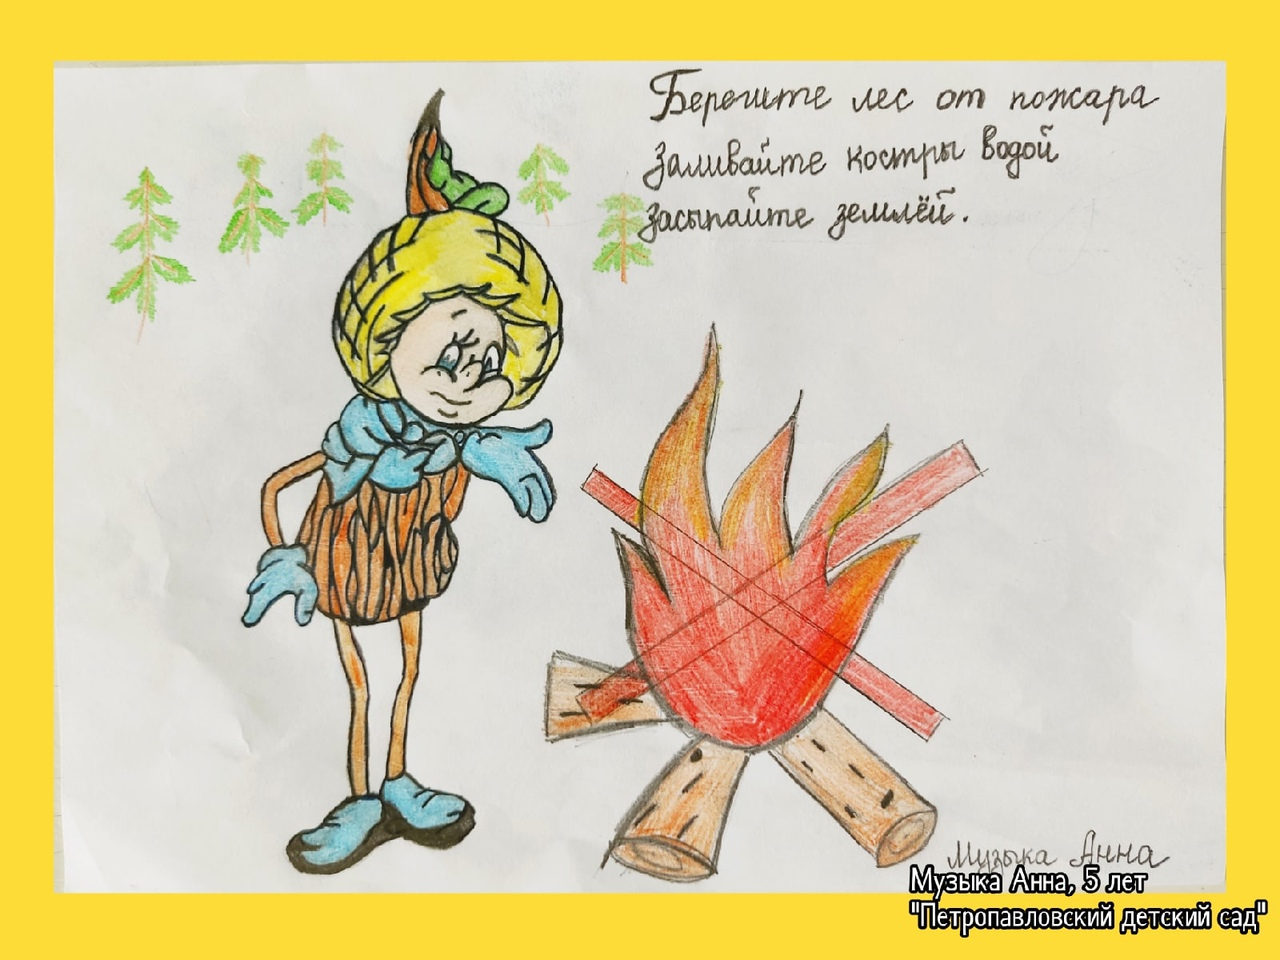 Берегите лес от пожара
Заливайте костры водой
засыпайте землёй.
Музыка Анна
Музыка Анна, 5 лет
"Петропавловский детский сад"